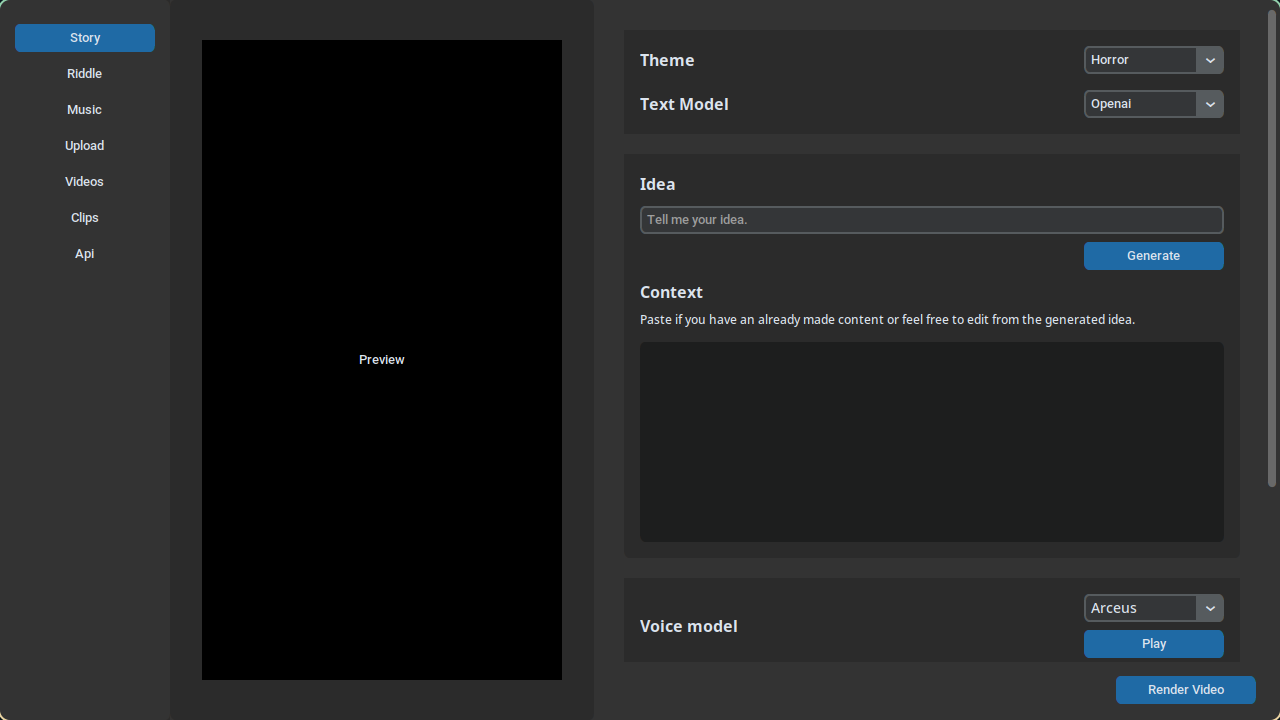 Story
Riddle
Music
Upload
Videos
Clips
Api
Preview
Theme
Horror
Text Model
Openai
Idea
Tell me your idea.
Generate
Context
Paste if you have an already made content or feel free to edit from the generated idea.
Voice model
Arceus
Play
Render Video